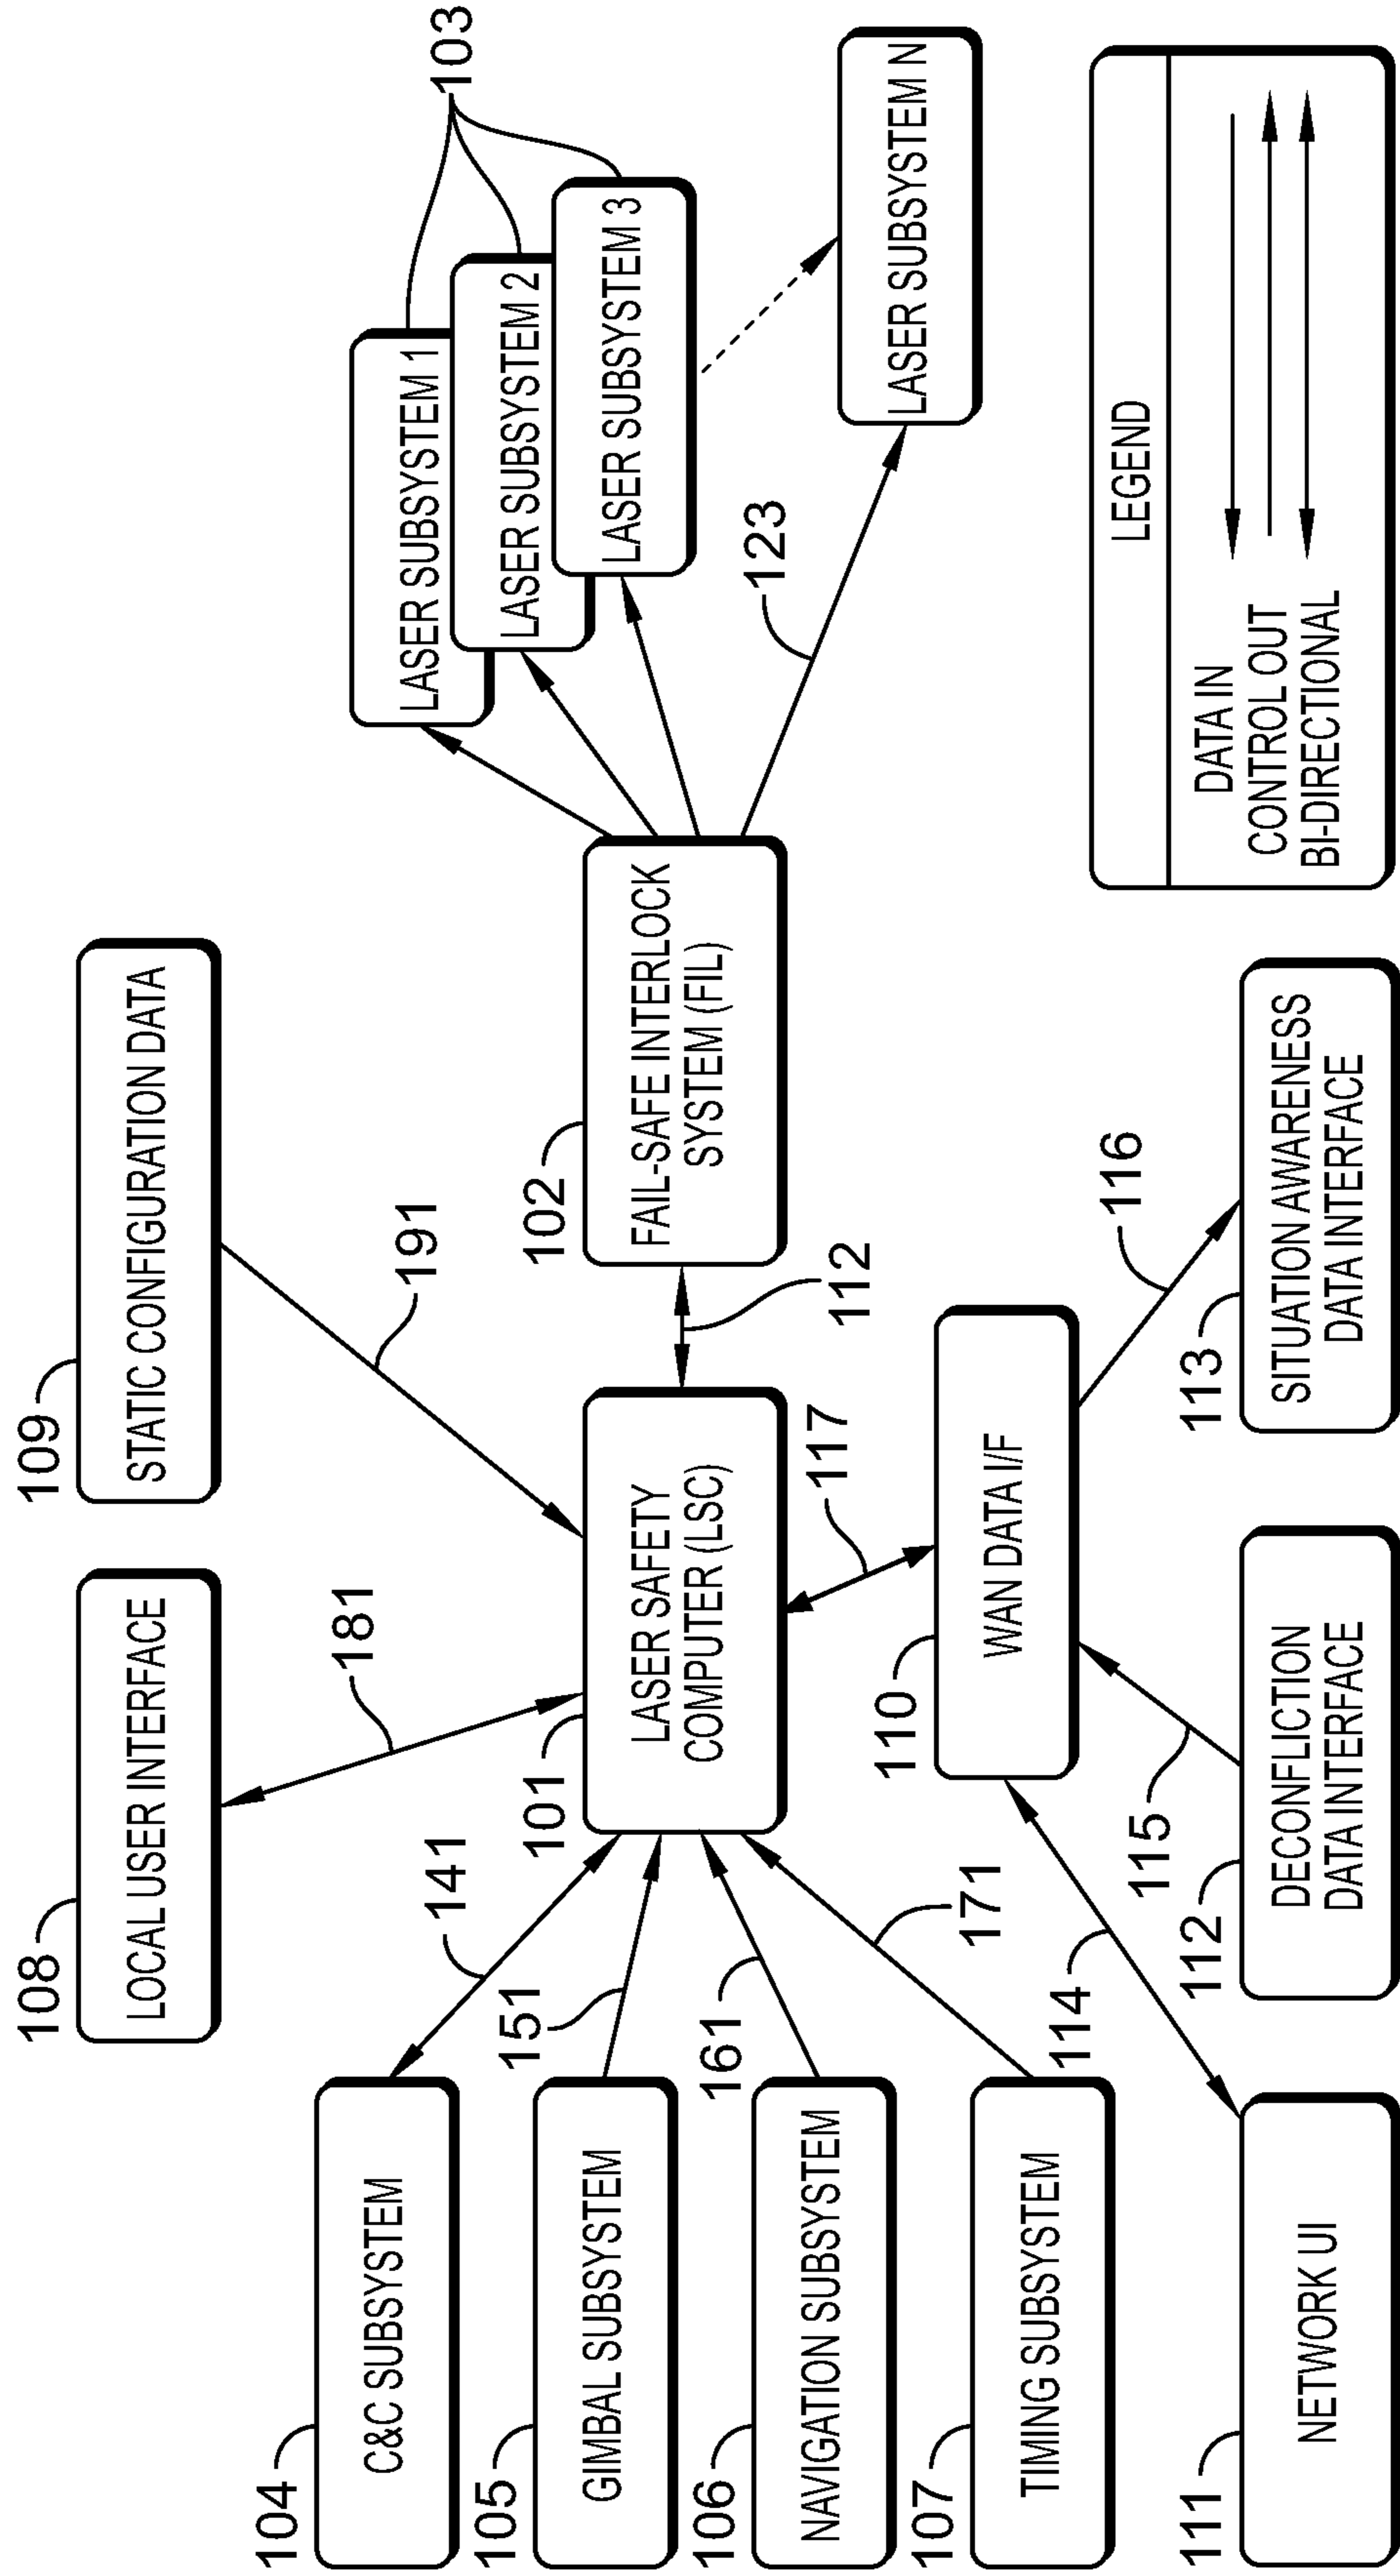 109
STATIC CONFIGURATION DATA
108
LOCAL USER INTERFACE
191
181
103
LASER SUBSYSTEM 1
LASER SUBSYSTEM 2
LASER SUBSYSTEM 3
LASER SUBSYSTEM N
104
C&C SUBSYSTEM
141
105
GIMBAL SUBSYSTEM
151
106
NAVIGATION SUBSYSTEM
161
107
TIMING SUBSYSTEM
171
101
LASER SAFETY
COMPUTER (LSC)
112
102
FAIL-SAFE INTERLOCK
SYSTEM (FIL)
123
117
110
WAN DATA I/F
114
115
116
111
NETWORK UI
112
DECONFLICTION
DATA INTERFACE
113
SITUATION AWARENESS
DATA INTERFACE
LEGEND
DATA IN
CONTROL OUT
BI-DIRECTIONAL